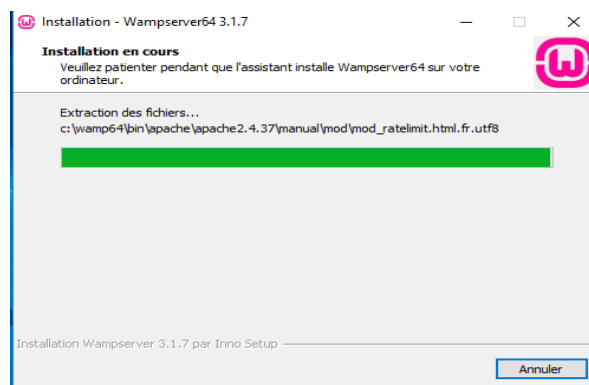 Installation - Wampserver64 3.1.7
Installation en cours
Veuillez patienter pendant que l'assistant installe Wampserver64 sur votre
ordinateur.
Extraction des fichiers...
c:\wamp64\bin\apache\apache2.4.37\manual\mod\mod_ratelimit.html.fr.utf8
Installation Wampserver 3.1.7 par Inno Setup
Annuler